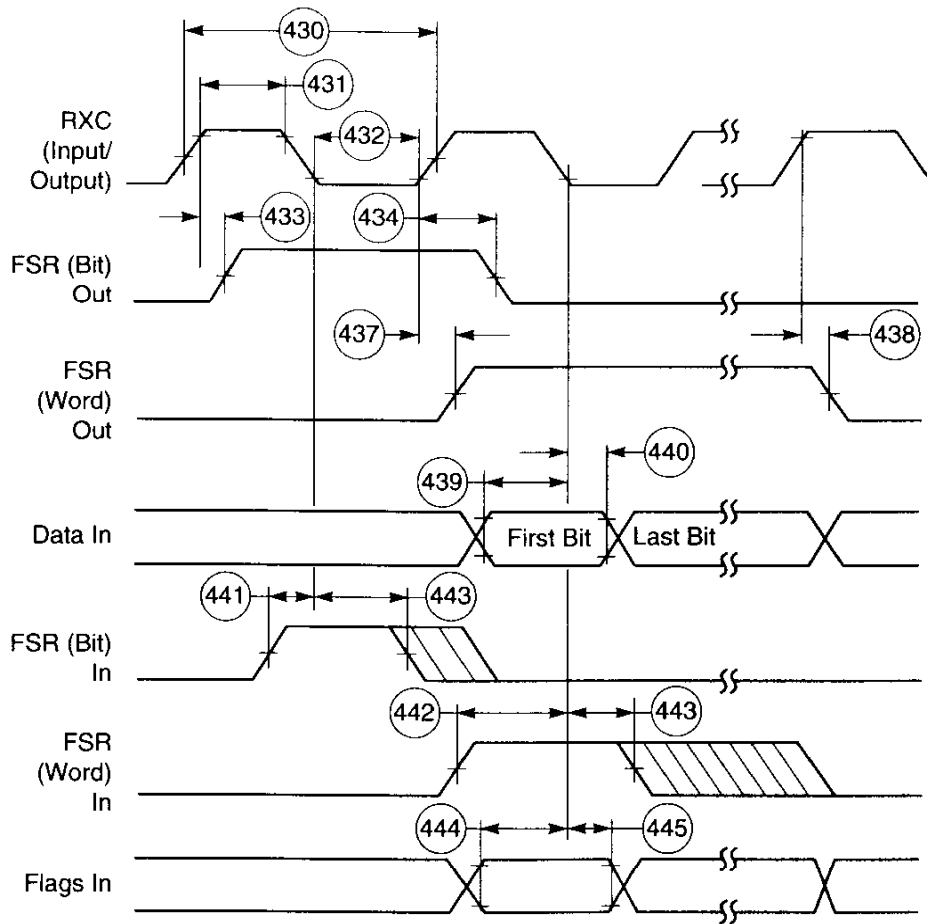 430
431
RXC
(Input/
Output)
432
433
434
FSR (Bit)
Out
437
438
FSR
(Word)
Out
439
440
Data In
First Bit
Last Bit
441
443
FSR (Bit)
In
442
443
FSR
(Word)
In
444
445
Flags In